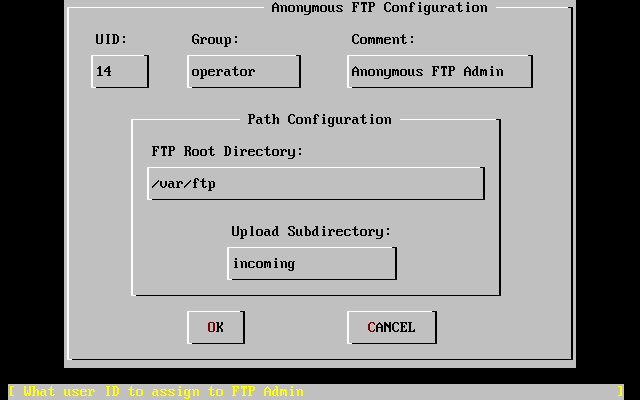 Anonymous FTP Configuration
UID: Group: Comment:
14 operator Anonymous FTP Admin
Path Configuration
FTP Root Directory:
/var/ftp
Upload Subdirectory:
incoming
OK CANCEL
[ What user ID to assign to FTP Admin ]